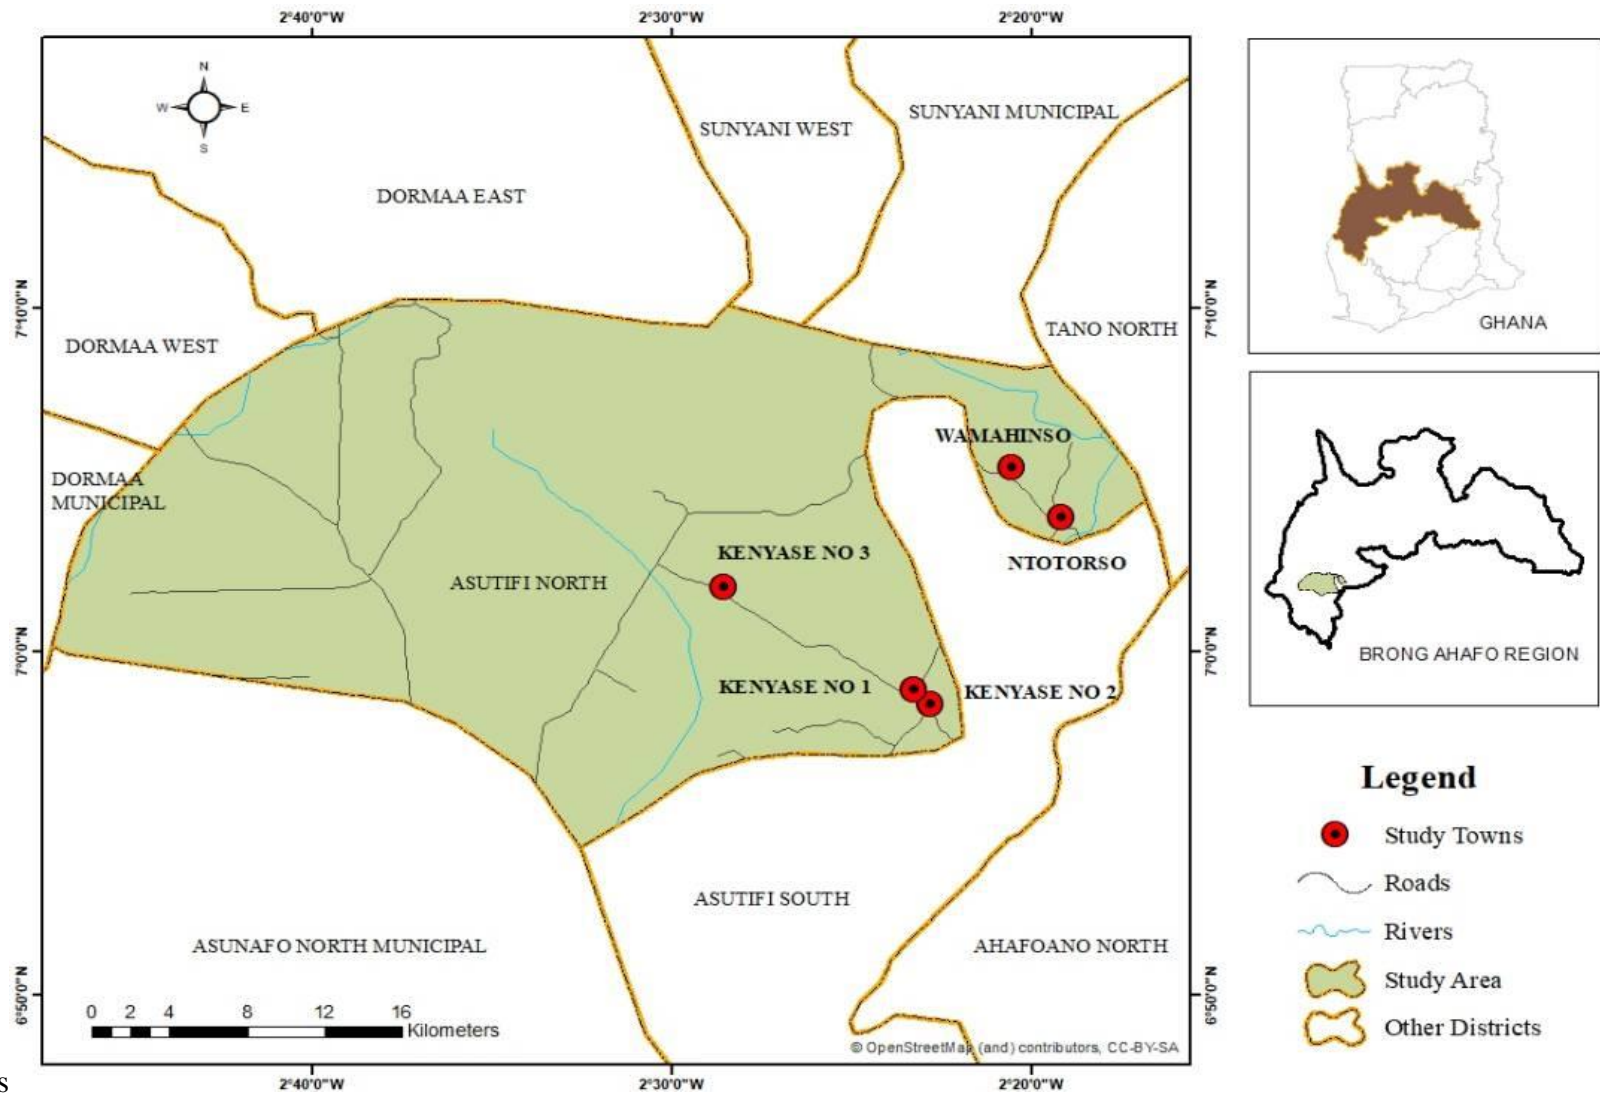 2°40'0"W
2°30'0"W
2°20'0"W
N
W
E
S
SUNYANI WEST
SUNYANI MUNICIPAL
DORMAA EAST
7°10'0"N
7°10'0"N
DORMAA WEST
TANO NORTH
GHANA
WAMAHINSO
DORMAA
MUNICIPAL
KENYASE NO 3
NTOTORSO
ASUTIFI NORTH
7°0'0"N
7°0'0"N
KENYASE NO 1
KENYASE NO 2
BRONG AHAFO REGION
Legend
Study Towns
Roads
Rivers
Study Area
Other Districts
ASUTIFI SOUTH
ASUNAFO NORTH MUNICIPAL
AHAFOANO NORTH
6°50'0"N
6°50'0"N
0 2 4 8 12 16
Kilometers
© OpenStreetMap (and) contributors, CC-BY-SA
2°40'0"W
2°30'0"W
2°20'0"W
s